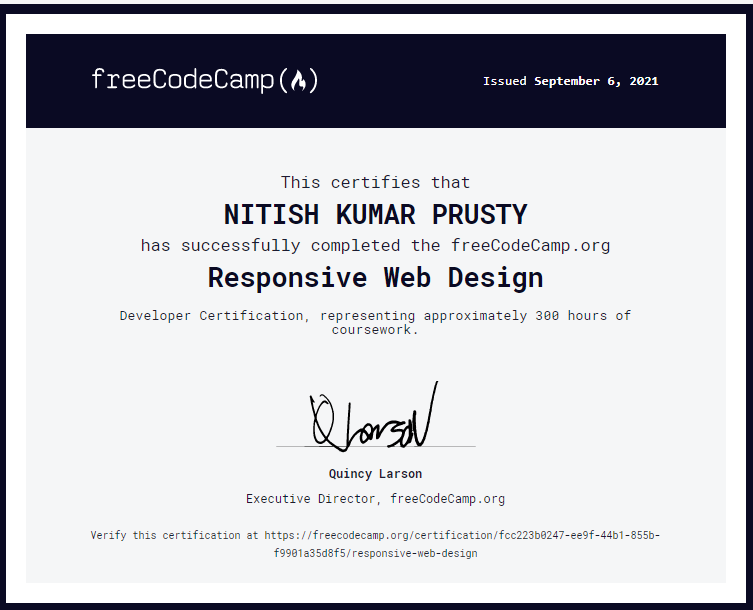 freeCodeCamp(🔥)
Issued September 6, 2021
This certifies that
NITISH KUMAR PRUSTY
has successfully completed the freeCodeCamp.org
Responsive Web Design
Developer Certification, representing approximately 300 hours of
coursework.
QLarson
Quincy Larson
Executive Director, freeCodeCamp.org
Verify this certification at https://freecodecamp.org/certification/fcc223b0247-ee9f-44b1-855b-
f9901a35d8f5/responsive-web-design